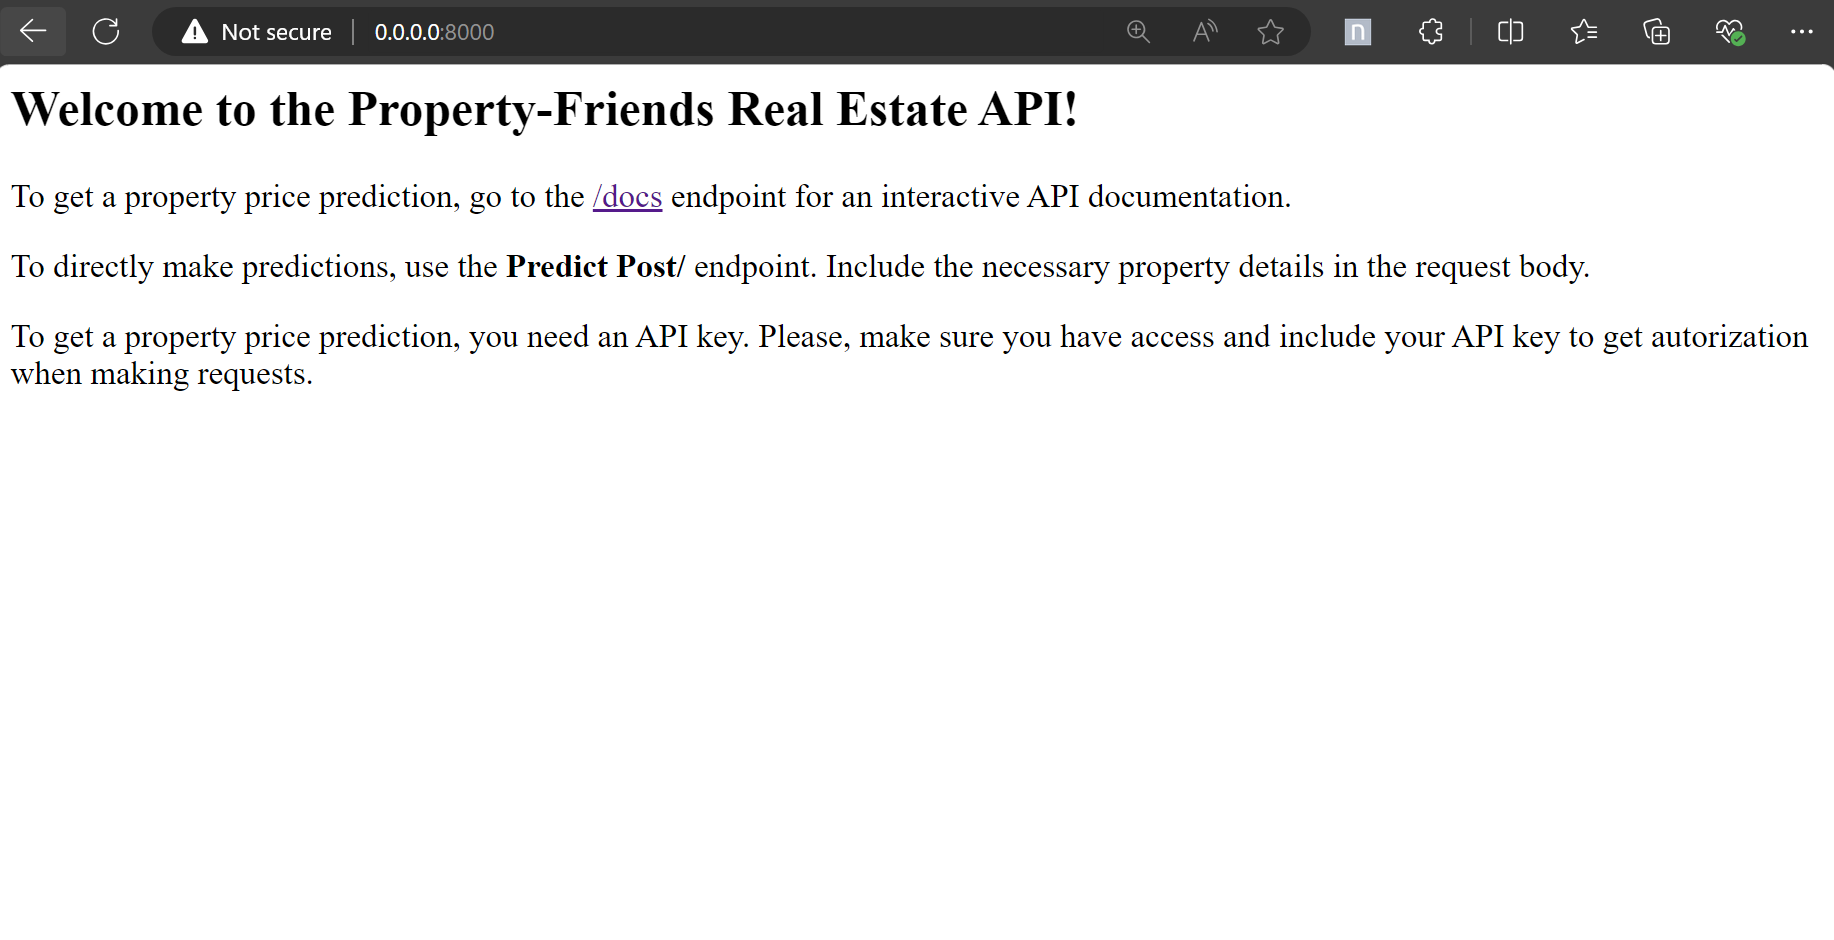 Not secure 0.0.0.0:8000
Welcome to the Property-Friends Real Estate API!
To get a property price prediction, go to the /docs endpoint for an interactive API documentation.
To directly make predictions, use the Predict Post/ endpoint. Include the necessary property details in the request body.
To get a property price prediction, you need an API key. Please, make sure you have access and include your API key to get autorization
when making requests.